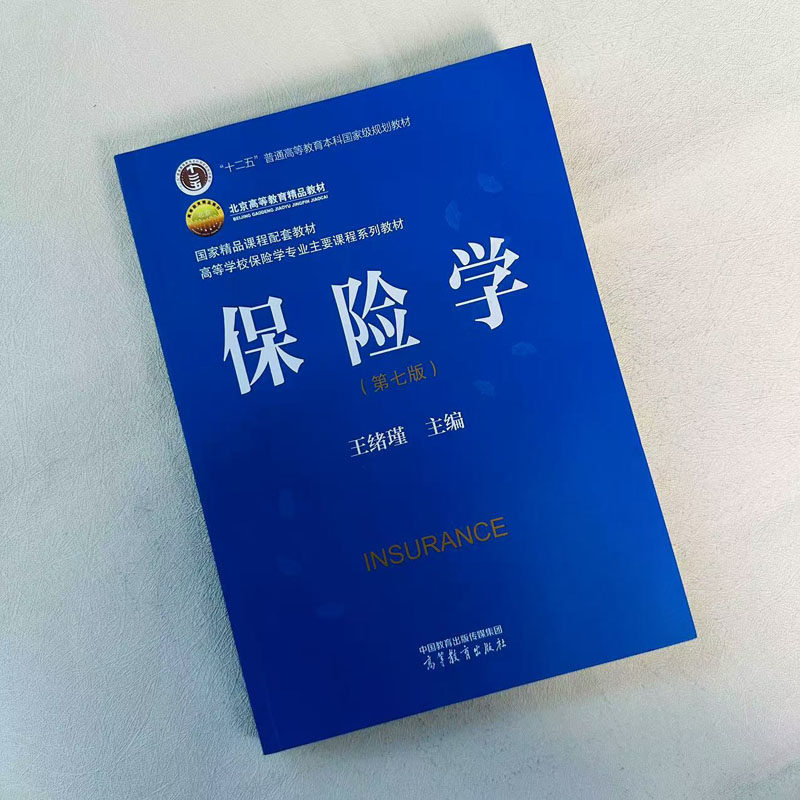 “十二五”普通高等教育本科国家级规划教材
十二五
北京高等教育精品教材
BEIJING GAODENG JIAOYU JINGPIN JIAOCAI
国家精品课程配套教材
高等学校保险学专业主要课程系列教材
保险学
（第七版）
王绪瑾 主编
INSURANCE
中国教育出版传媒集团
高等教育出版社